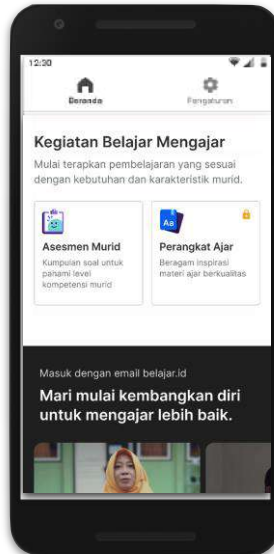 12:30
Beranda
Pengaturan
Kegiatan Belajar Mengajar
Mulai terapkan pembelajaran yang sesuai
dengan kebutuhan dan karakteristik murid.
Aa
Asesmen Murid
Kumpulan soal untuk
pahami level
kompetensi murid
Perangkat Ajar
Beragam inspirasi
materi ajar berkualitas
Masuk dengan email belajar.id
Mari mulai kembangkan diri
untuk mengajar lebih baik.